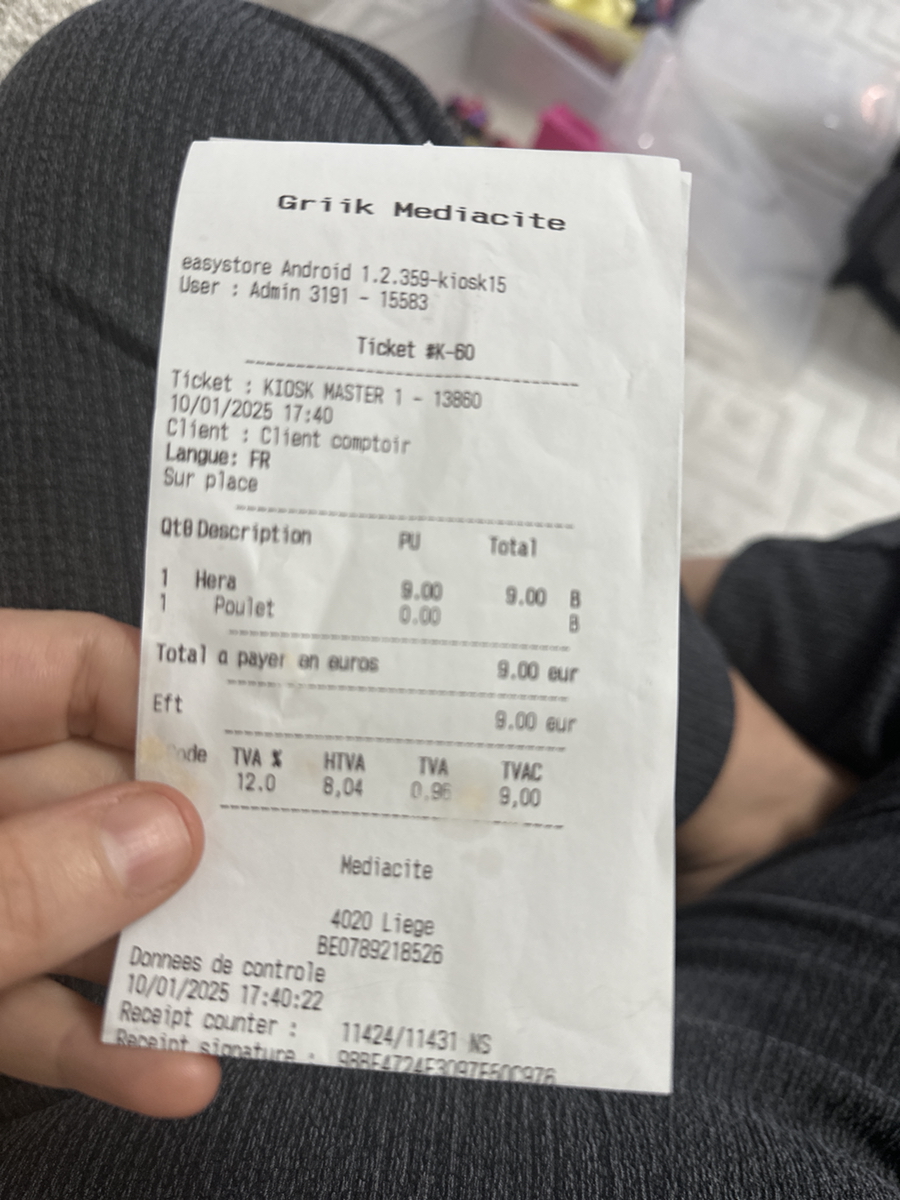 Griik Mediacite
easystore Android 1.2.359-kiosk15
User : Admin 3191 - 15583
Ticket #K-60
Ticket : KIOSK MASTER 1 - 13860
10/01/2025 17:40
Client : Client comptoir
Langue: FR
Sur place
Qt0 Description PU Total
1 Hera 9.00 9.00 B
1 Poulet 0.00 B
Total a payer en euros 9.00 eur
Eft 9.00 eur
TVA % HTVA TVA TVAC
12.0 8,04 0.96 9,00
Mediacite
4020 Liege
BE0789218526
Donnees de controle
10/01/2025 17:40:22
Receipt counter : 11424/11431 NS
Receipt signature :